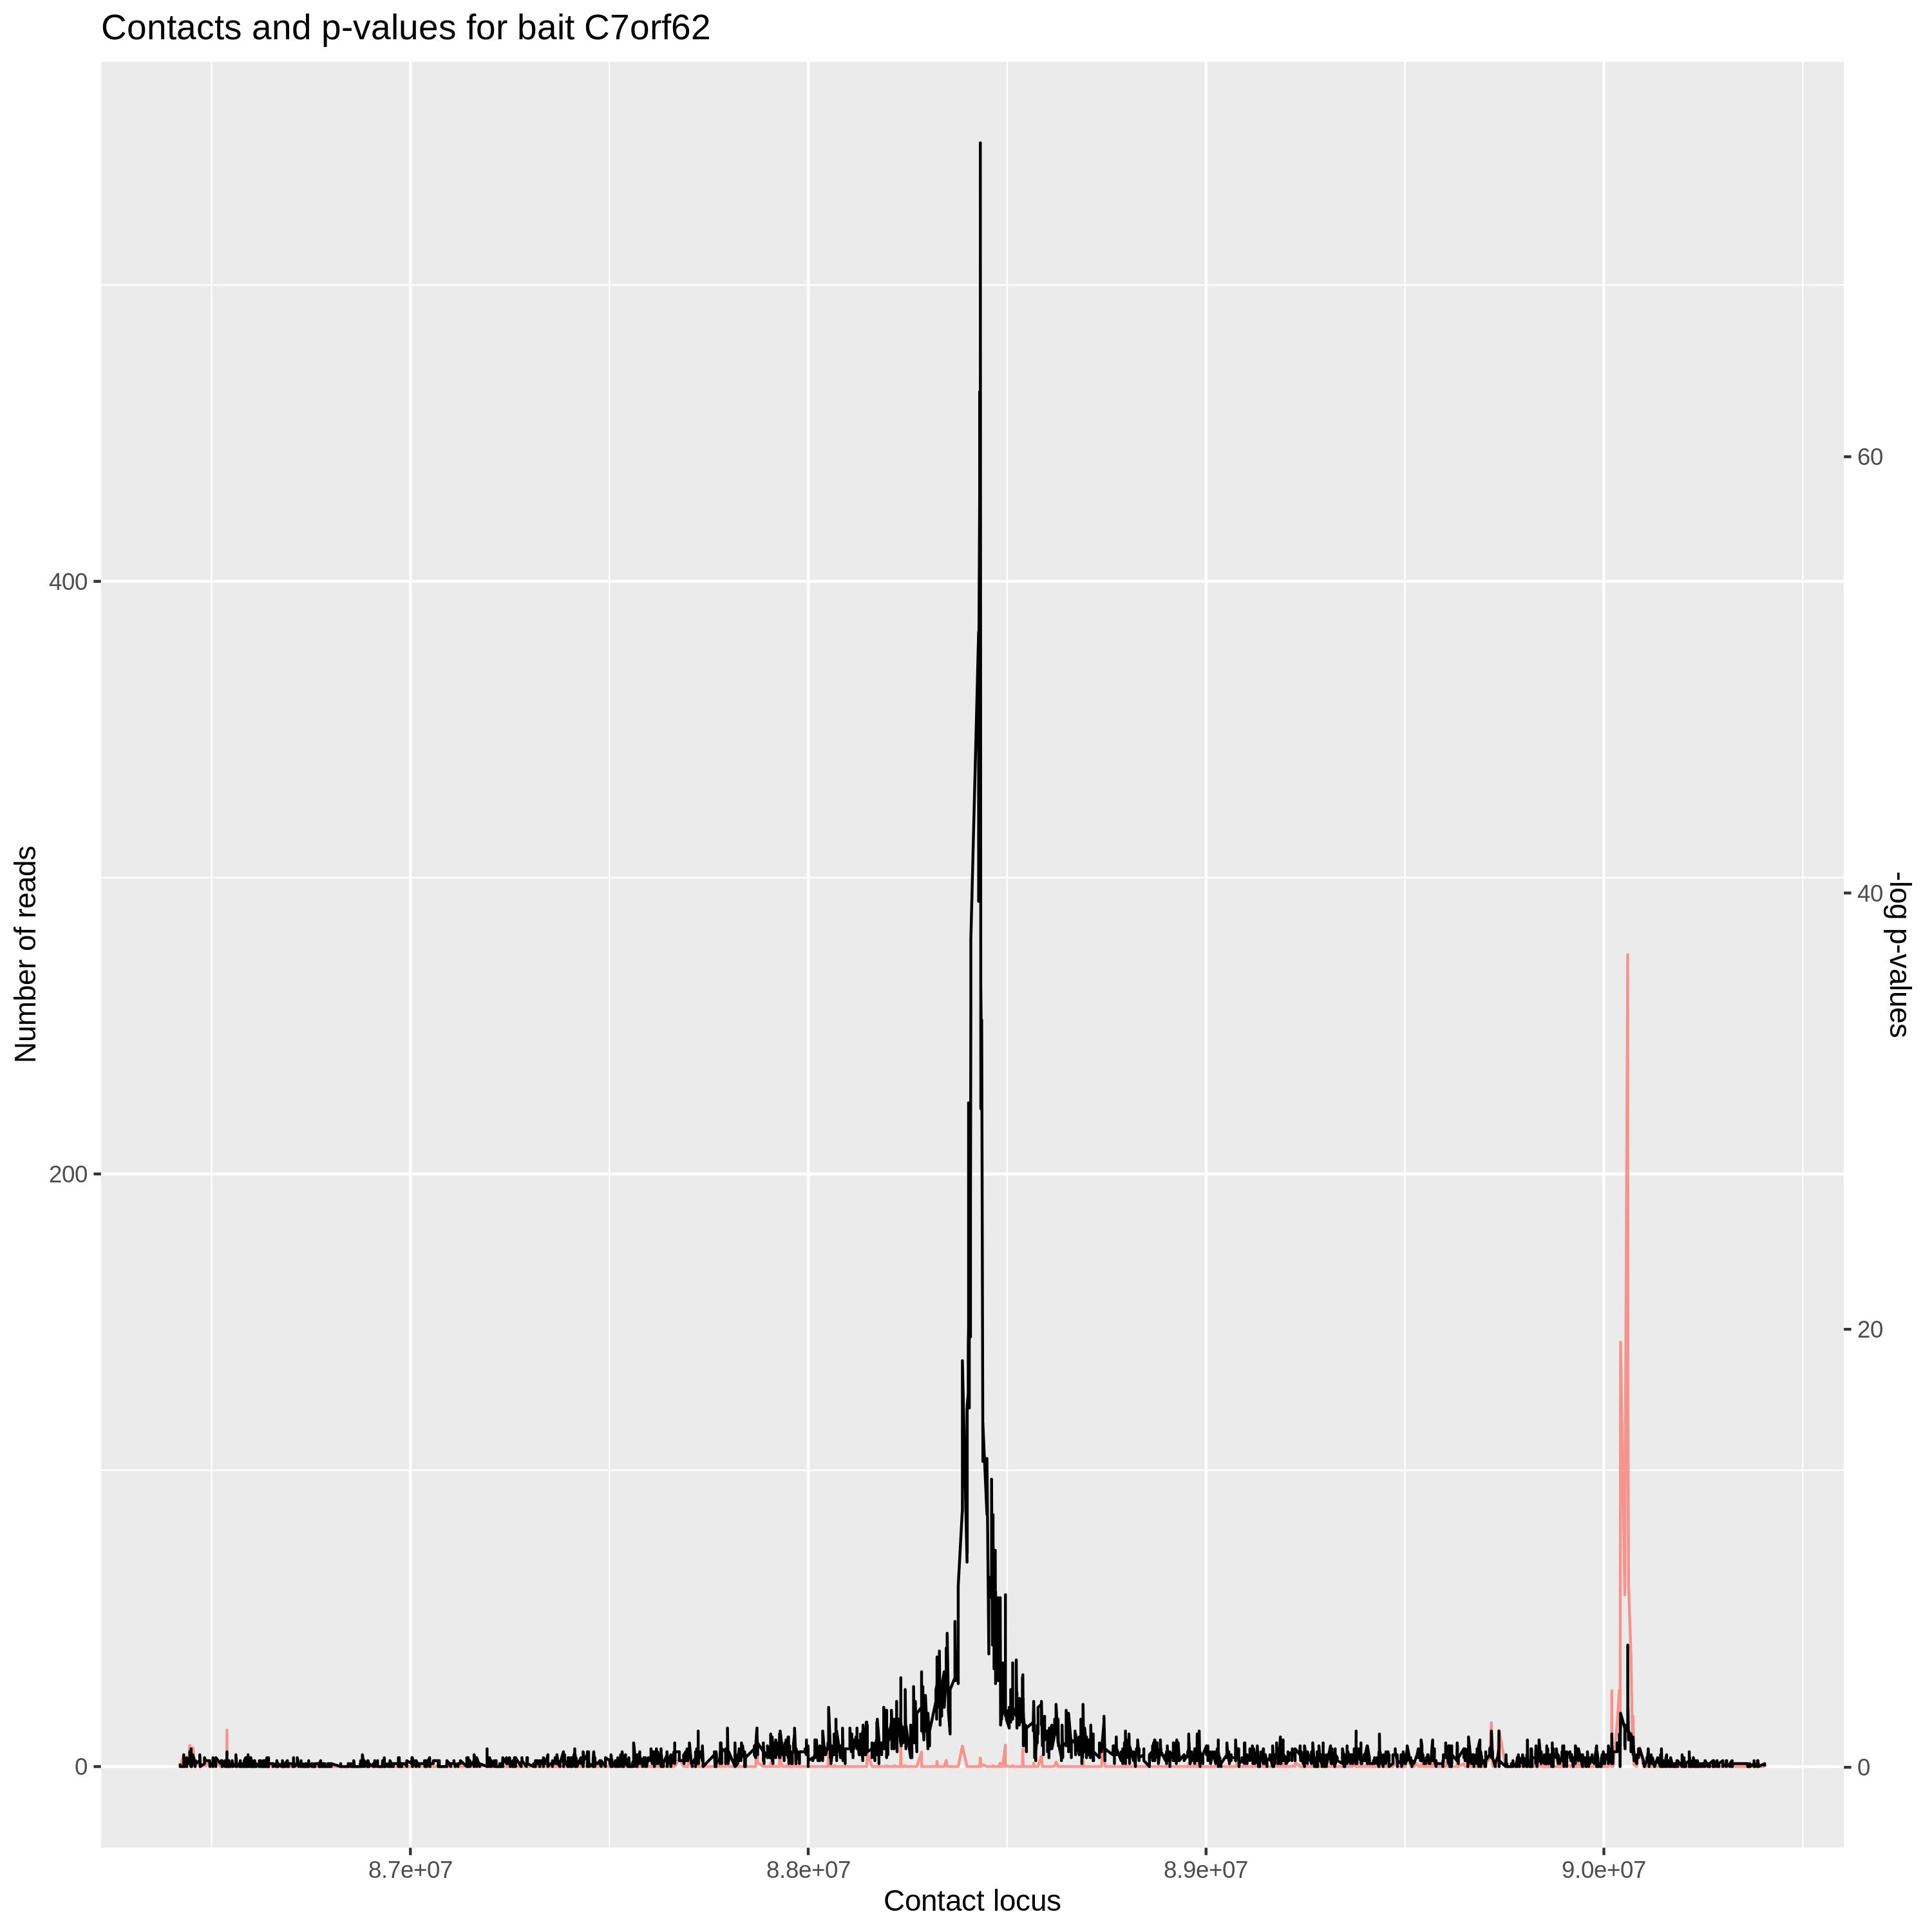 Contacts and p-values for bait C7orf62
Number of reads
400
200
0
60
40
20
0
-log p-values
8.7e+07
8.8e+07
8.9e+07
9.0e+07
Contact locus